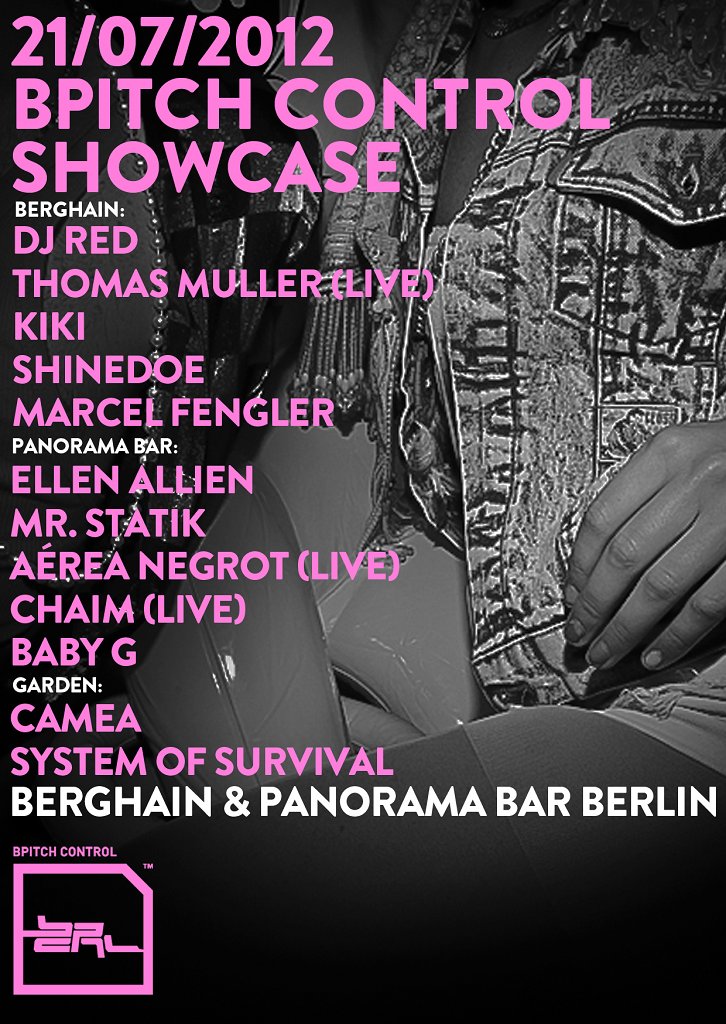 21/07/2012
BPITCH CONTROL
SHOWCASE
BERGHAIN:
DJ RED
THOMAS MULLER (LIVE)
KIKI
SHINEDOE
MARCEL FENGLER
PANORAMA BAR:
ELLEN ALLIEN
MR. STATIK
AÉREA NEGROT (LIVE)
CHAIM (LIVE)
BABY G
GARDEN:
CAMEA
SYSTEM OF SURVIVAL
BERGHAIN & PANORAMA BAR BERLIN
BPITCH CONTROL
™